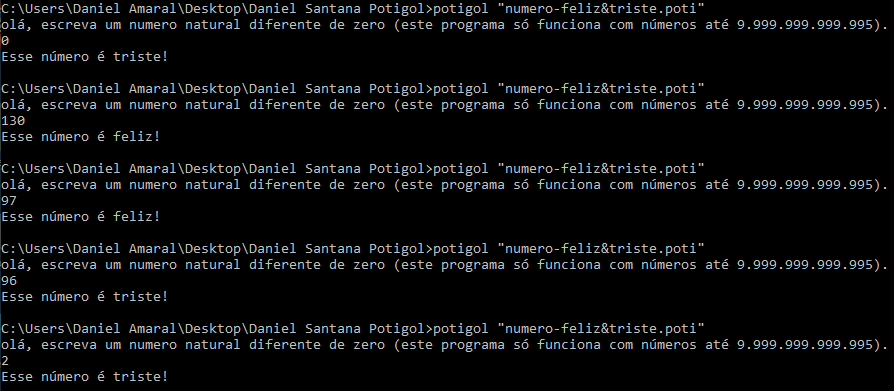 C:\Users\Daniel Amaral\Desktop\Daniel Santana Potigol>potigol "numero-feliz&triste.poti"
olá, escreva um numero natural diferente de zero (este programa só funciona com números até 9.999.999.999.995).
0
Esse número é triste!
C:\Users\Daniel Amaral\Desktop\Daniel Santana Potigol>potigol "numero-feliz&triste.poti"
olá, escreva um numero natural diferente de zero (este programa só funciona com números até 9.999.999.999.995).
130
Esse número é feliz!
C:\Users\Daniel Amaral\Desktop\Daniel Santana Potigol>potigol "numero-feliz&triste.poti"
olá, escreva um numero natural diferente de zero (este programa só funciona com números até 9.999.999.999.995).
97
Esse número é feliz!
C:\Users\Daniel Amaral\Desktop\Daniel Santana Potigol>potigol "numero-feliz&triste.poti"
olá, escreva um numero natural diferente de zero (este programa só funciona com números até 9.999.999.999.995).
96
Esse número é triste!
C:\Users\Daniel Amaral\Desktop\Daniel Santana Potigol>potigol "numero-feliz&triste.poti"
olá, escreva um numero natural diferente de zero (este programa só funciona com números até 9.999.999.999.995).
2
Esse número é triste!